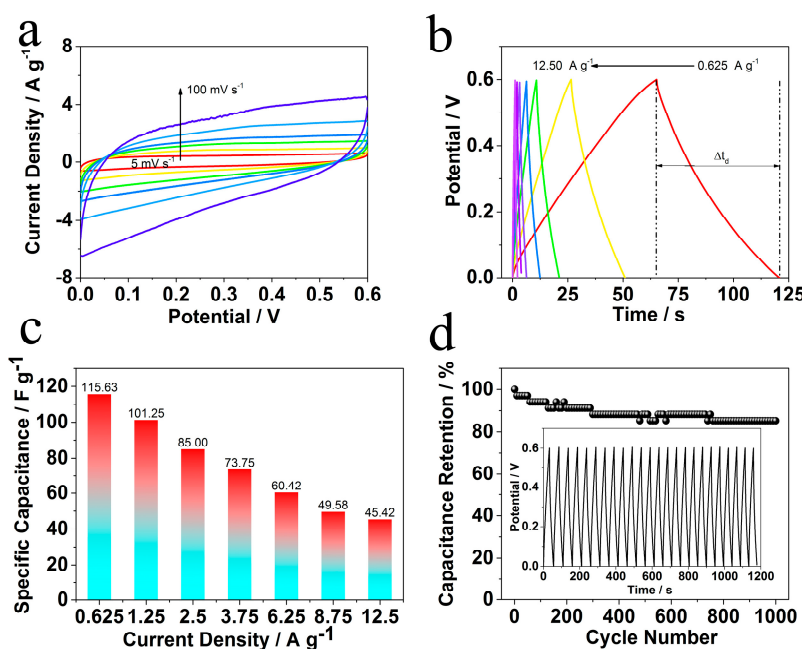 a
Current Density / A g-1
8
4
0
-4
-8
100 mV s-1
5 mV s-1
0.0 0.1 0.2 0.3 0.4 0.5 0.6
Potential / V
b
Potential / V
0.8
0.6
0.4
0.2
0.0
12.50 A g-1 0.625 A g-1
Δtd
0 25 50 75 100 125
Time / s
c
Specific Capacitance / F g-1
120
100
80
60
40
20
0
115.63
101.25
85.00
73.75
60.42
49.58
45.42
0.625 1.25 2.5 3.75 6.25 8.75 12.5
Current Density / A g-1
d
Capacitance Retention / %
100
80
60
40
20
0
Potential / V
0.6
0.4
0.2
0.0
0 200 400 600 800 1000 1200
Time / s
0 200 400 600 800 1000
Cycle Number